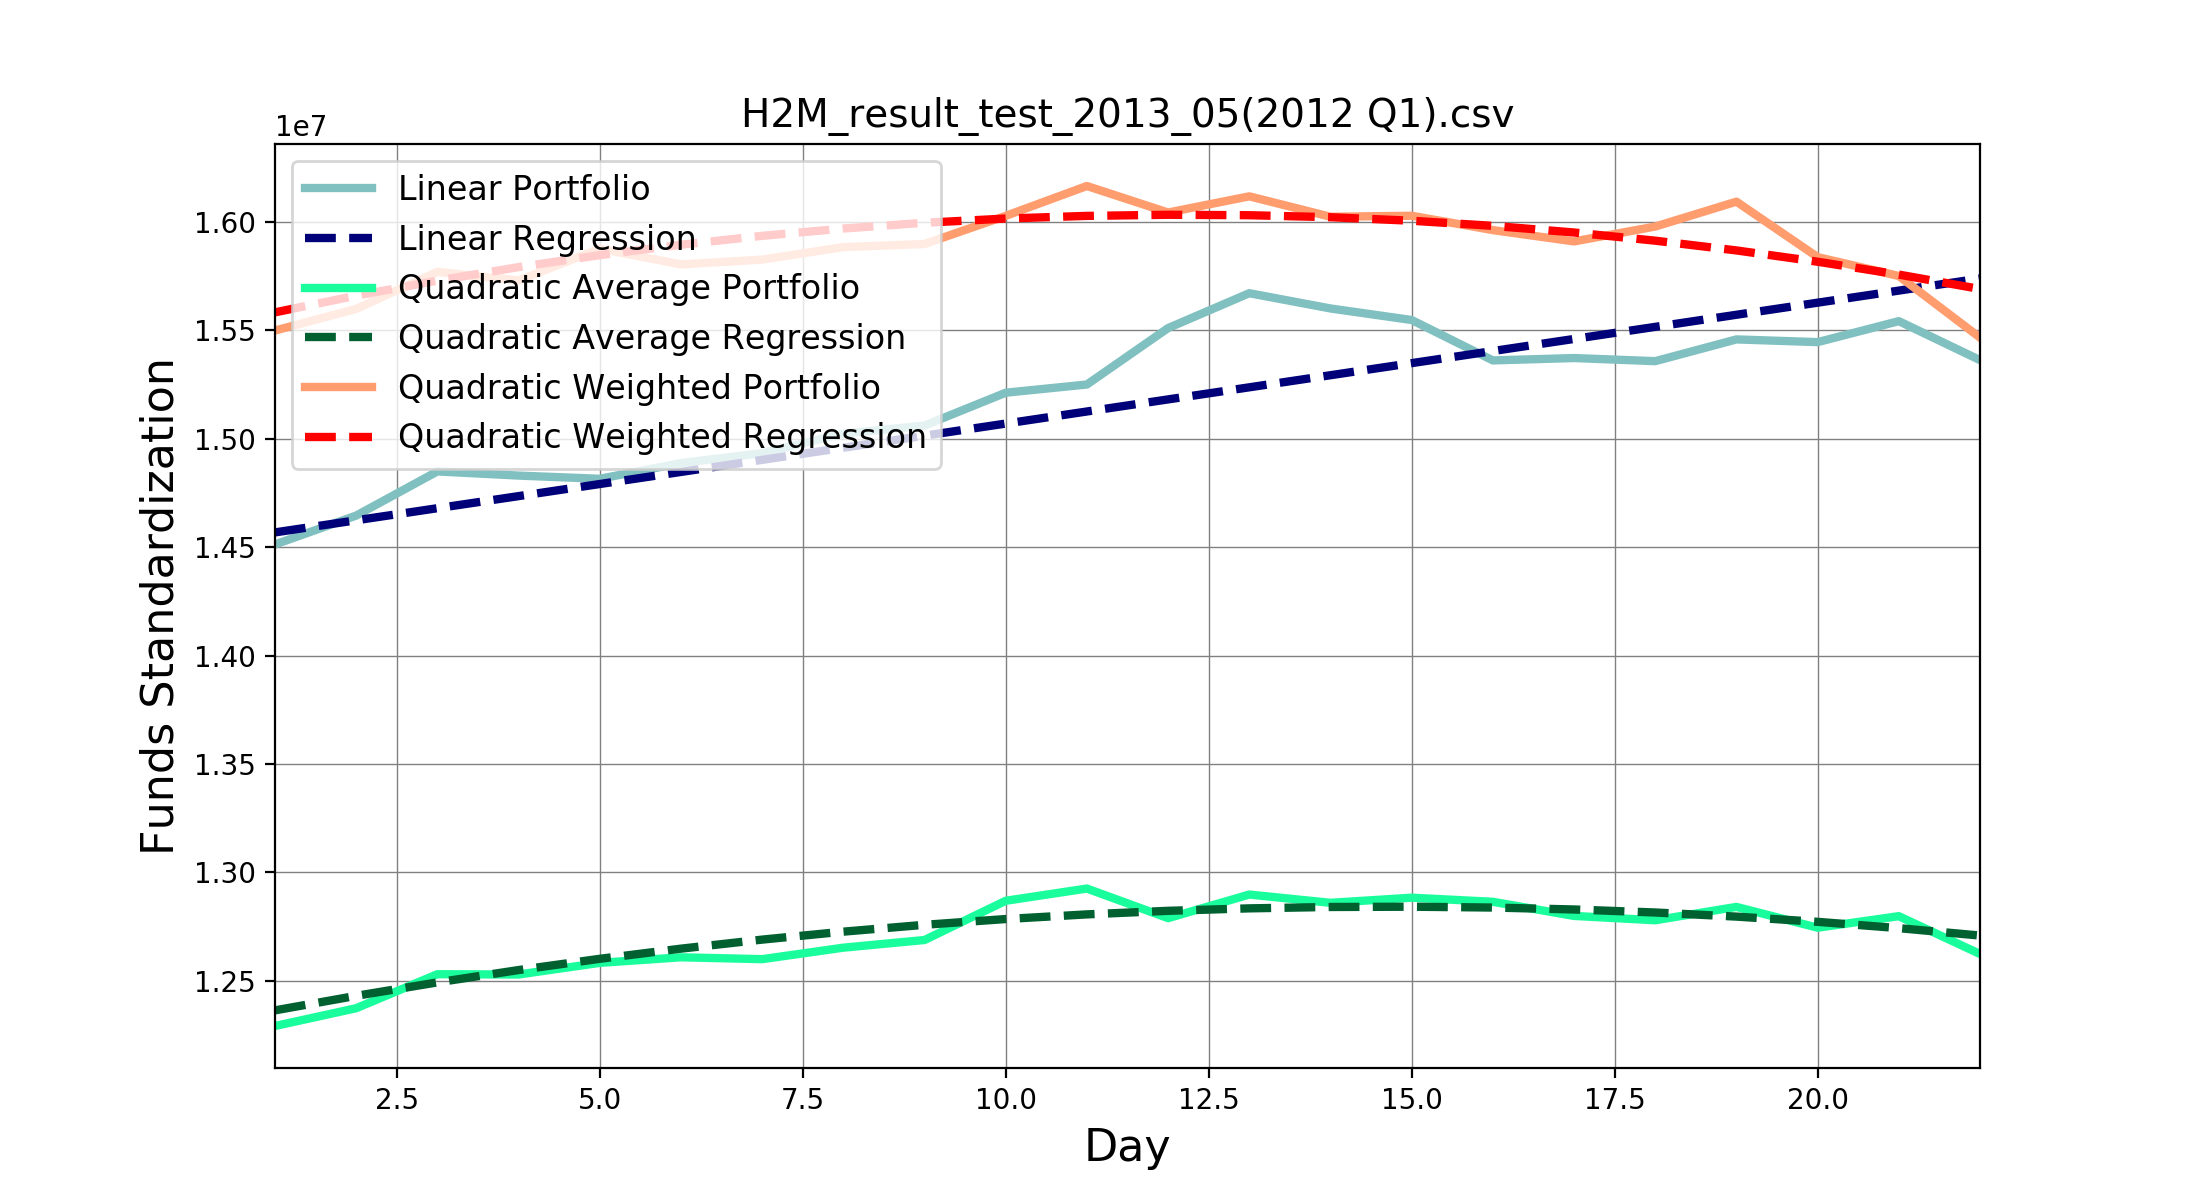 H2M_result_test_2013_05(2012 Q1).csv
1e7
Linear Portfolio
Linear Regression
Quadratic Average Portfolio
Quadratic Average Regression
Quadratic Weighted Portfolio
Quadratic Weighted Regression
Funds Standardization
1.60
1.55
1.50
1.45
1.40
1.35
1.30
1.25
2.5 5.0 7.5 10.0 12.5 15.0 17.5 20.0
Day